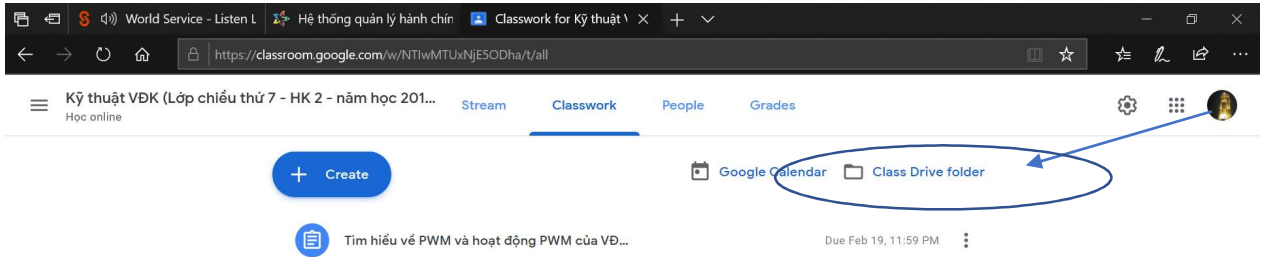 World Service - Listen L Hệ thống quản lý hành chín Classwork for Kỹ thuật V
https://classroom.google.com/w/NTIwMTUxNjE5ODha/t/all
Kỹ thuật VĐK (Lớp chiều thứ 7 - HK 2 - năm học 201... Stream Classwork People Grades
Học online
Create Google Calendar Class Drive folder
Tìm hiểu về PWM và hoạt động PWM của VĐ... Due Feb 19, 11:59 PM